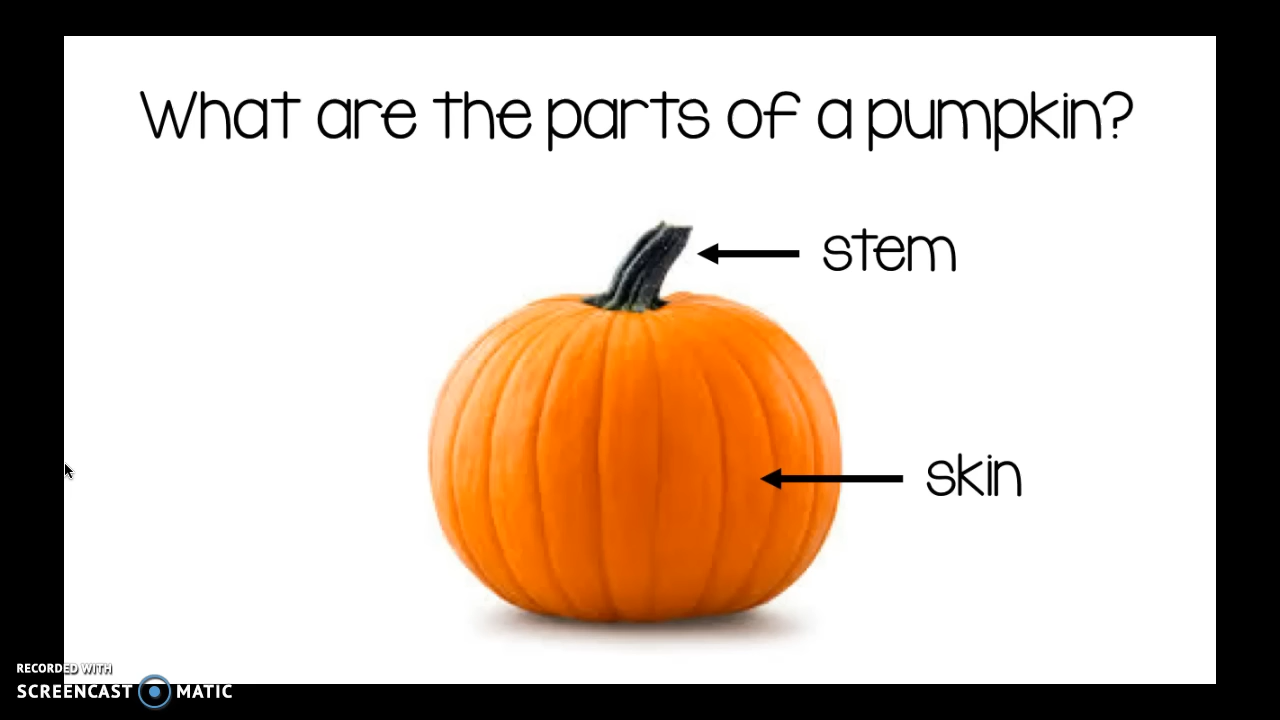 What are the parts of a pumpkin?
stem
skin
RECORDED WITH
SCREENCAST MATIC